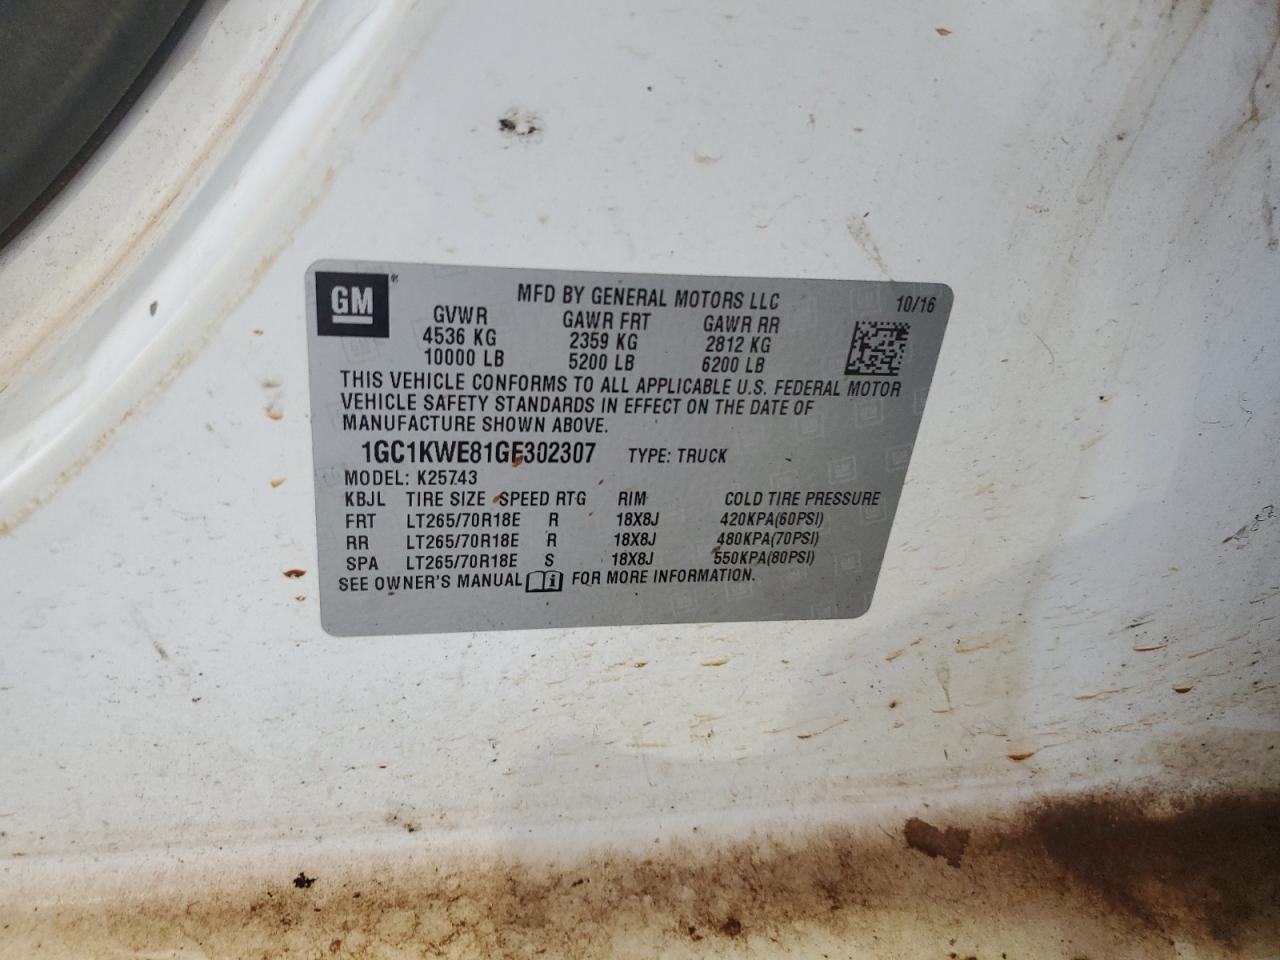 GM
MFD BY GENERAL MOTORS LLC 10/16
GVWR GAWR FRT GAWR RR
4536 KG 2359 KG 2812 KG
10000 LB 5200 LB 6200 LB
THIS VEHICLE CONFORMS TO ALL APPLICABLE U.S. FEDERAL MOTOR
VEHICLE SAFETY STANDARDS IN EFFECT ON THE DATE OF
MANUFACTURE SHOWN ABOVE.
1GC1KWE81GF302307 TYPE: TRUCK
MODEL: K25743
KBJL TIRE SIZE SPEED RTG RIM COLD TIRE PRESSURE
FRT LT265/70R18E R 18X8J 420KPA(60PSI)
RR LT265/70R18E R 18X8J 480KPA(70PSI)
SPA LT265/70R18E S 18X8J 550KPA(80PSI)
SEE OWNER'S MANUAL FOR MORE INFORMATION.